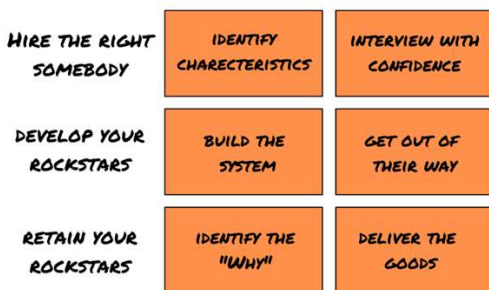 HIRE THE RIGHT
SOMEBODY
IDENTIFY
CHARECTERISTICS
INTERVIEW WITH
CONFIDENCE
DEVELOP YOUR
ROCKSTARS
BUILD THE
SYSTEM
GET OUT OF
THEIR WAY
RETAIN YOUR
ROCKSTARS
IDENTIFY THE
"WHY"
DELIVER THE
GOODS